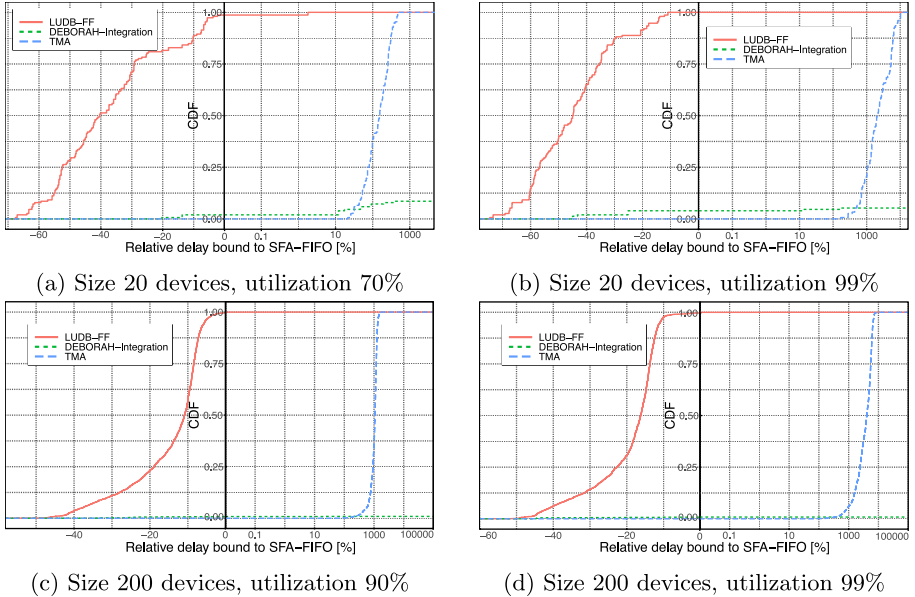 LUDB−FF
DEBORAH−Integration
TMA
1.00
0.75
0.50
0.25
0.00
CDF
−60 −40 −20 0 0.1 10 1000
Relative delay bound to SFA−FIFO [%]
(a) Size 20 devices, utilization 70%
LUDB−FF
DEBORAH−Integration
TMA
1.00
0.75
0.50
0.25
0.00
CDF
−60 −40 −20 0 0.1 10 1000
Relative delay bound to SFA−FIFO [%]
(b) Size 20 devices, utilization 99%
LUDB−FF
DEBORAH−Integration
TMA
1.00
0.75
0.50
0.25
0.00
CDF
−40 −20 0 0.1 10 1000 100000
Relative delay bound to SFA−FIFO [%]
(c) Size 200 devices, utilization 90%
LUDB−FF
DEBORAH−Integration
TMA
1.00
0.75
0.50
0.25
0.00
CDF
−60 −40 −20 0 0.1 10 1000 100000
Relative delay bound to SFA−FIFO [%]
(d) Size 200 devices, utilization 99%